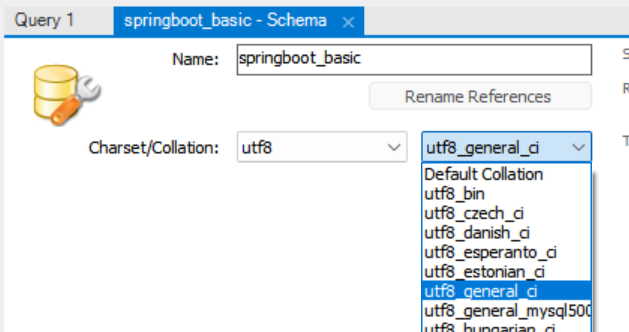 Query 1
springboot_basic - Schema
Name:
springboot_basic
Rename References
Charset/Collation:
utf8
utf8_general_ci
Default Collation
utf8_bin
utf8_czech_ci
utf8_danish_ci
utf8_esperanto_ci
utf8_estonian_ci
utf8_general_ci
utf8_general_mysql500
utf8_hungarian_ci